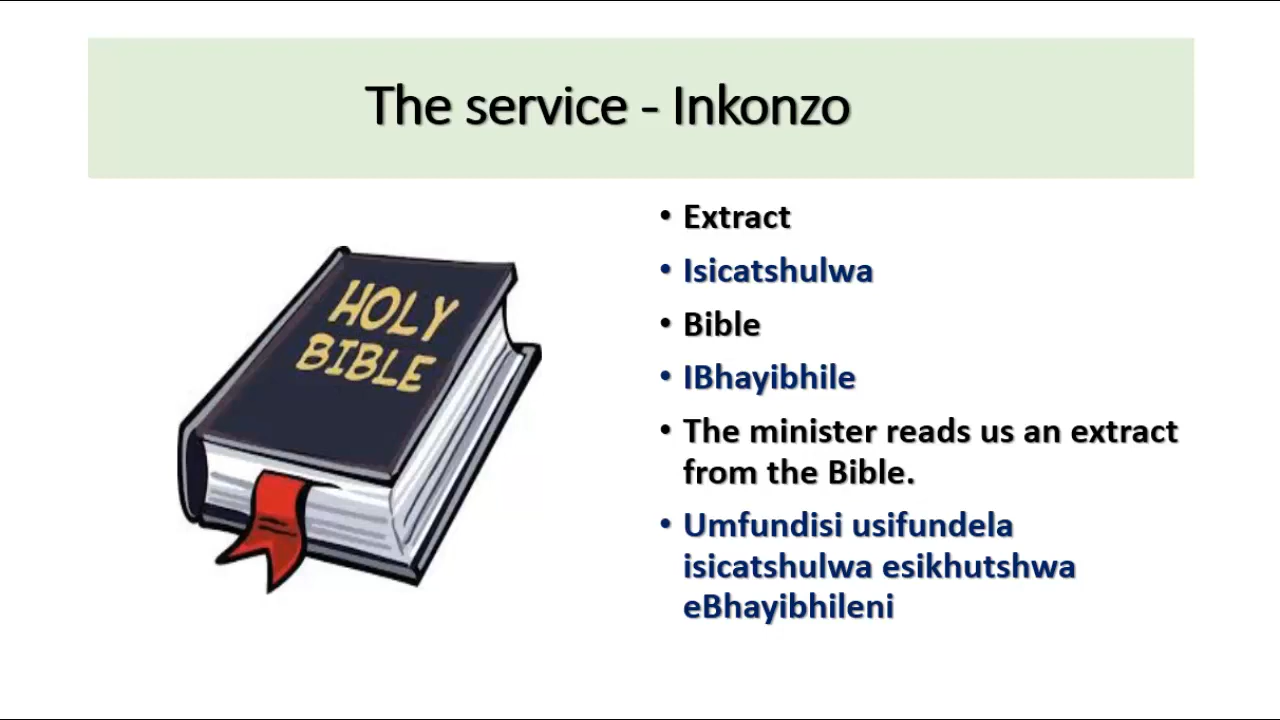 The service - Inkonzo
HOLY
BIBLE
• Extract
• Isicatshulwa
• Bible
• IBhayibhile
• The minister reads us an extract
from the Bible.
• Umfundisi usifundela
isicatshulwa esikhutshwa
eBhayibhileni